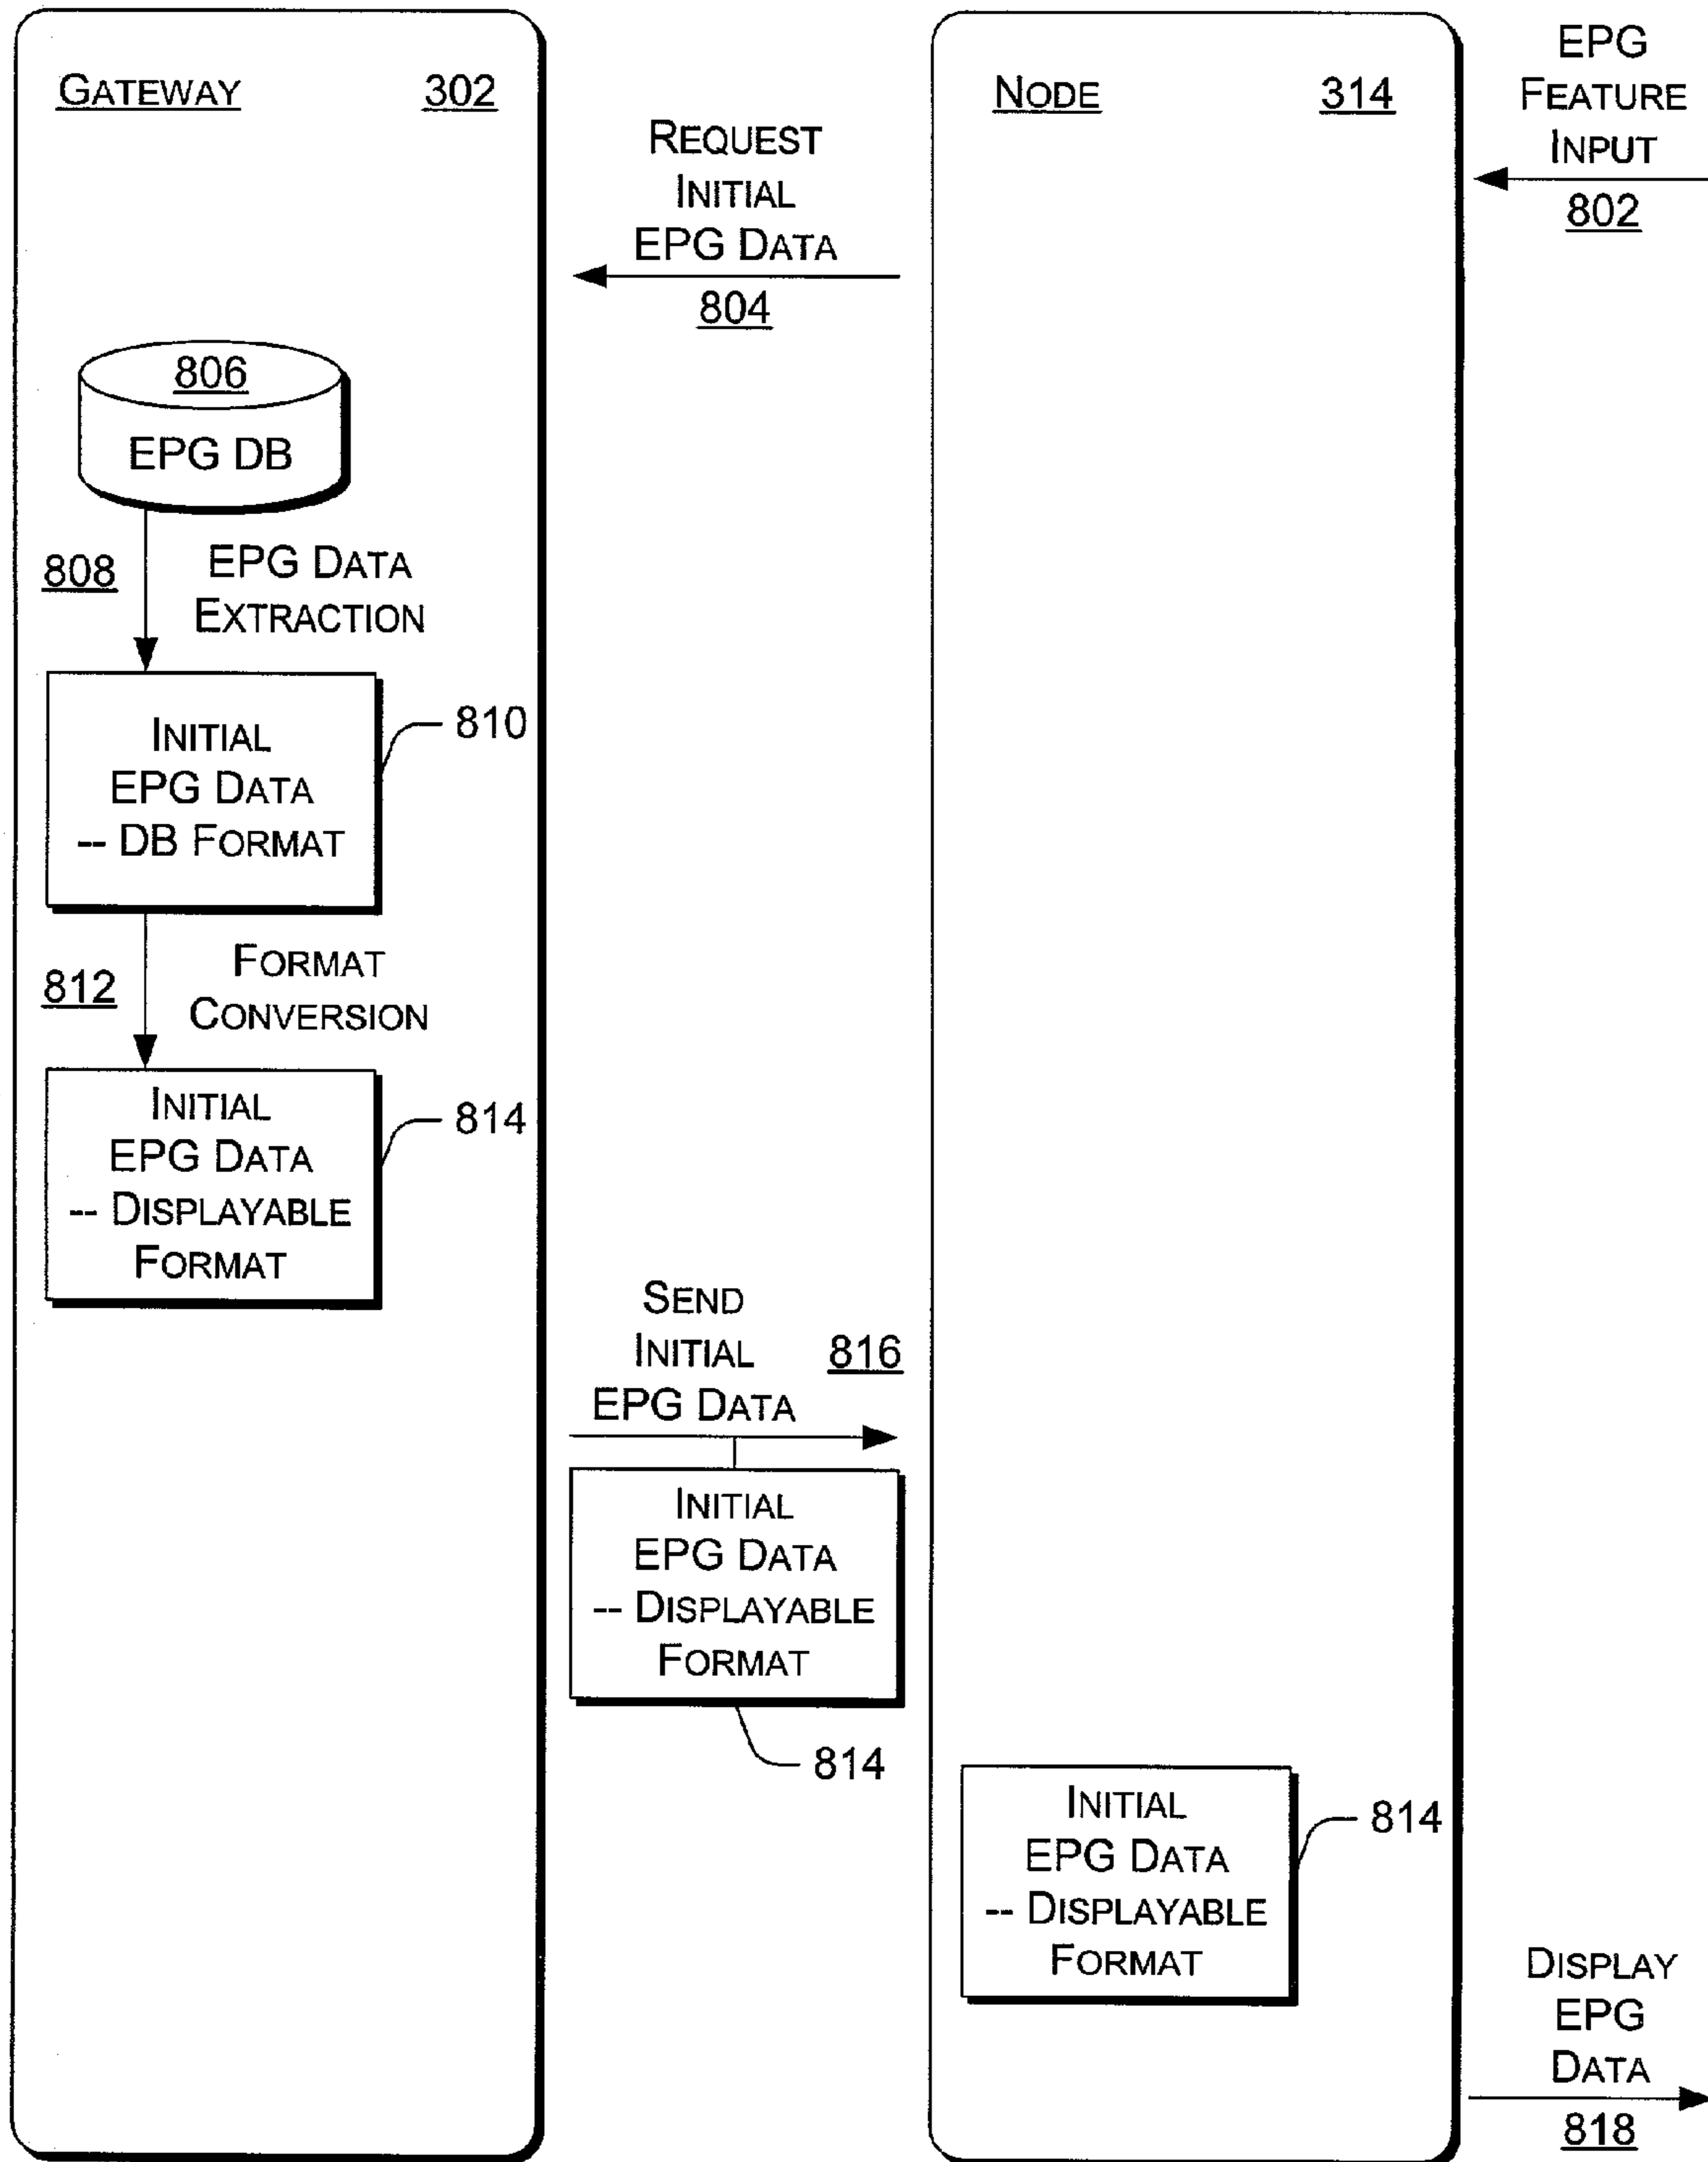 GATEWAY 302
NODE 314
EPG
FEATURE
INPUT
802
REQUEST
INITIAL
EPG DATA
804
806
EPG DB
808
EPG DATA
EXTRACTION
INITIAL
EPG DATA
-- DB FORMAT
810
812
FORMAT
CONVERSION
INITIAL
EPG DATA
-- DISPLAYABLE
FORMAT
814
SEND
INITIAL
EPG DATA
816
INITIAL
EPG DATA
-- DISPLAYABLE
FORMAT
814
INITIAL
EPG DATA
-- DISPLAYABLE
FORMAT
814
DISPLAY
EPG
DATA
818